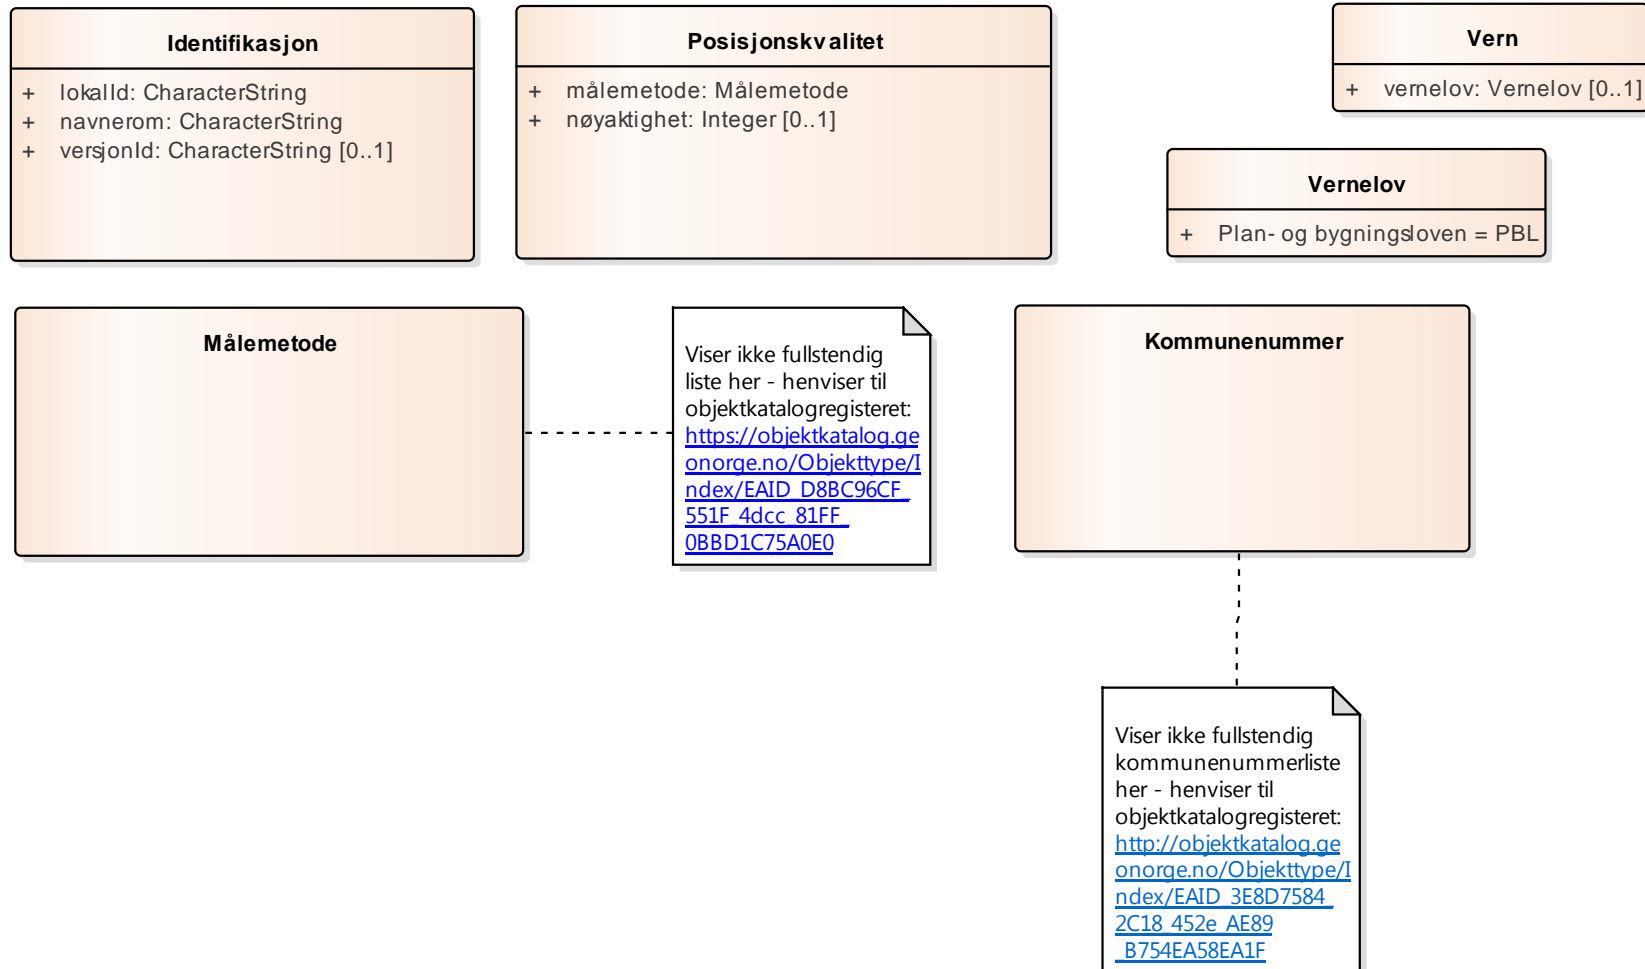 Identifikasjon
+ lokalId: CharacterString
+ navnerom: CharacterString
+ versjonId: CharacterString [0..1]
Posisjonskvalitet
+ målemetode: Målemetode
+ nøyaktighet: Integer [0..1]
Vern
+ vernelov: Vernelov [0..1]
Vernelov
+ Plan- og bygningsloven = PBL
Målemetode
Viser ikke fullstendig
liste her - henviser til
objektkatalogregisteret:
https://objektkatalog.ge
onorge.no/Objekttype/I
ndex/EAID_D8BC96CF_
551F_4dcc_81FF_
0BBD1C75A0E0
Kommunenummer
Viser ikke fullstendig
kommunenummerliste
her - henviser til
objektkatalogregisteret:
http://objektkatalog.ge
onorge.no/Objekttype/I
ndex/EAID_3E8D7584_
2C18_452e_AE89
_B754EA58EA1F